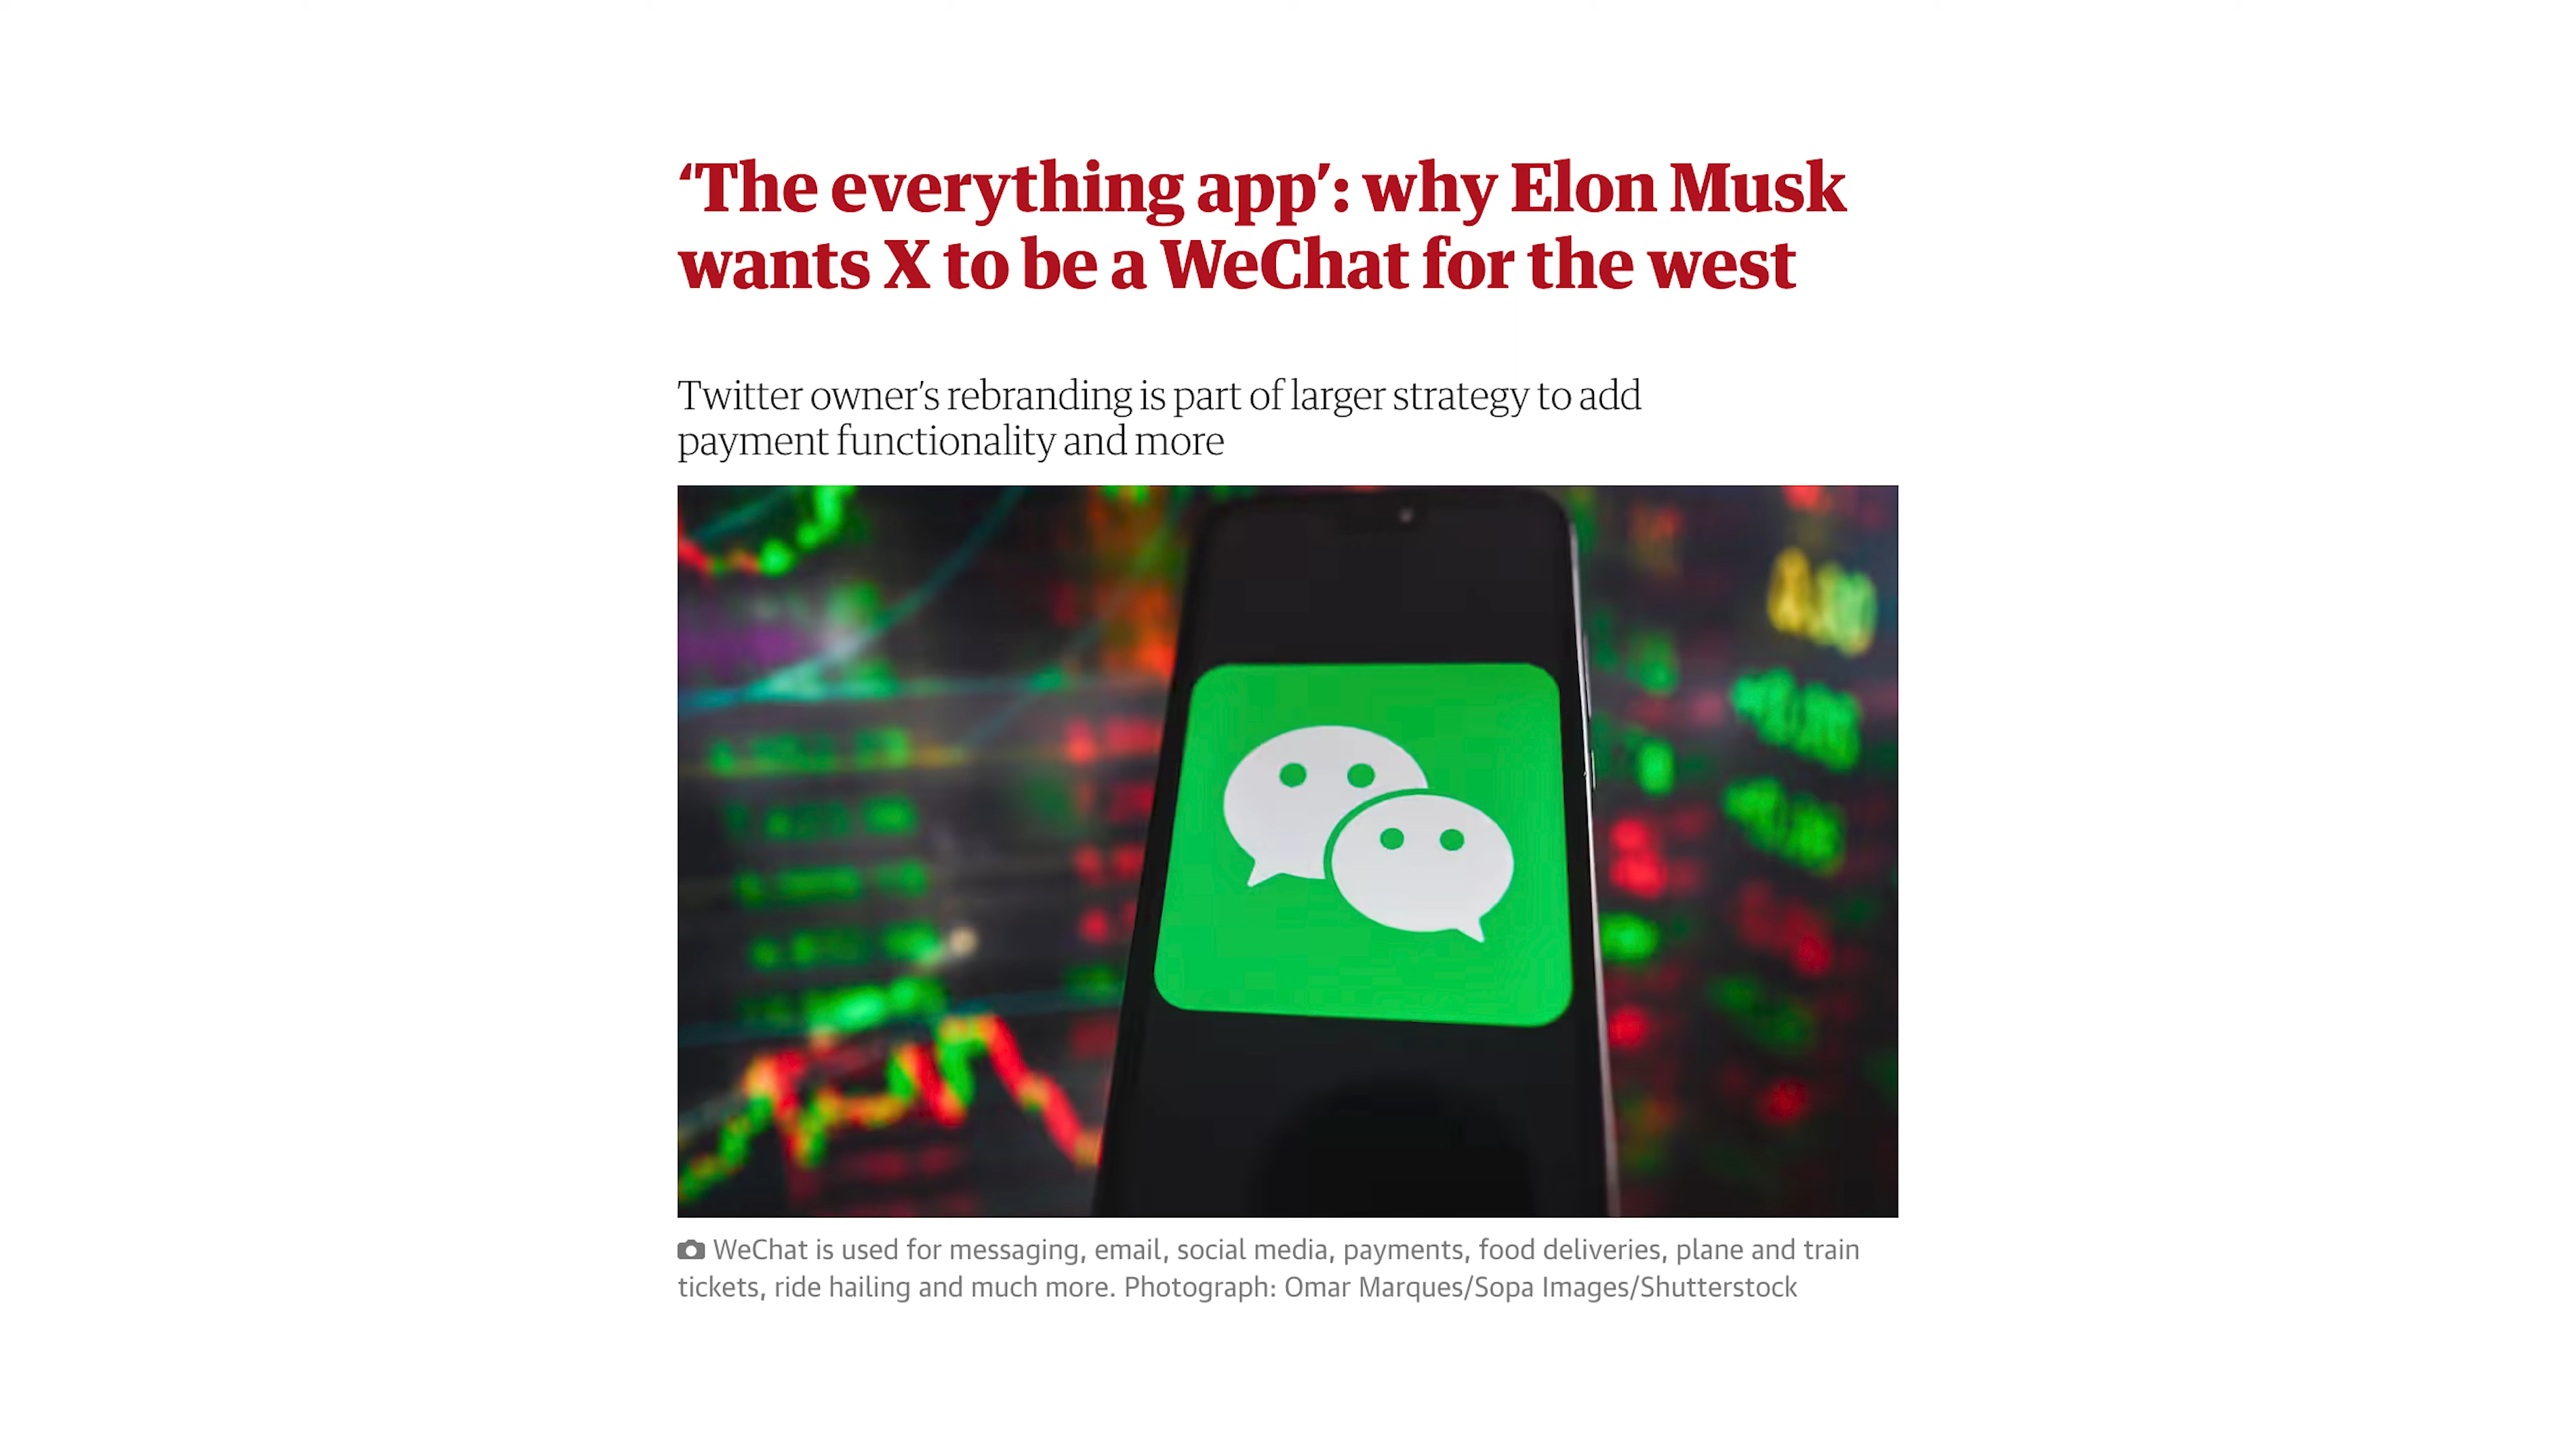 ‘The everything app’: why Elon Musk
wants X to be a WeChat for the west
Twitter owner’s rebranding is part of larger strategy to add
payment functionality and more
WeChat is used for messaging, email, social media, payments, food deliveries, plane and train
tickets, ride hailing and much more. Photograph: Omar Marques/Sopa Images/Shutterstock